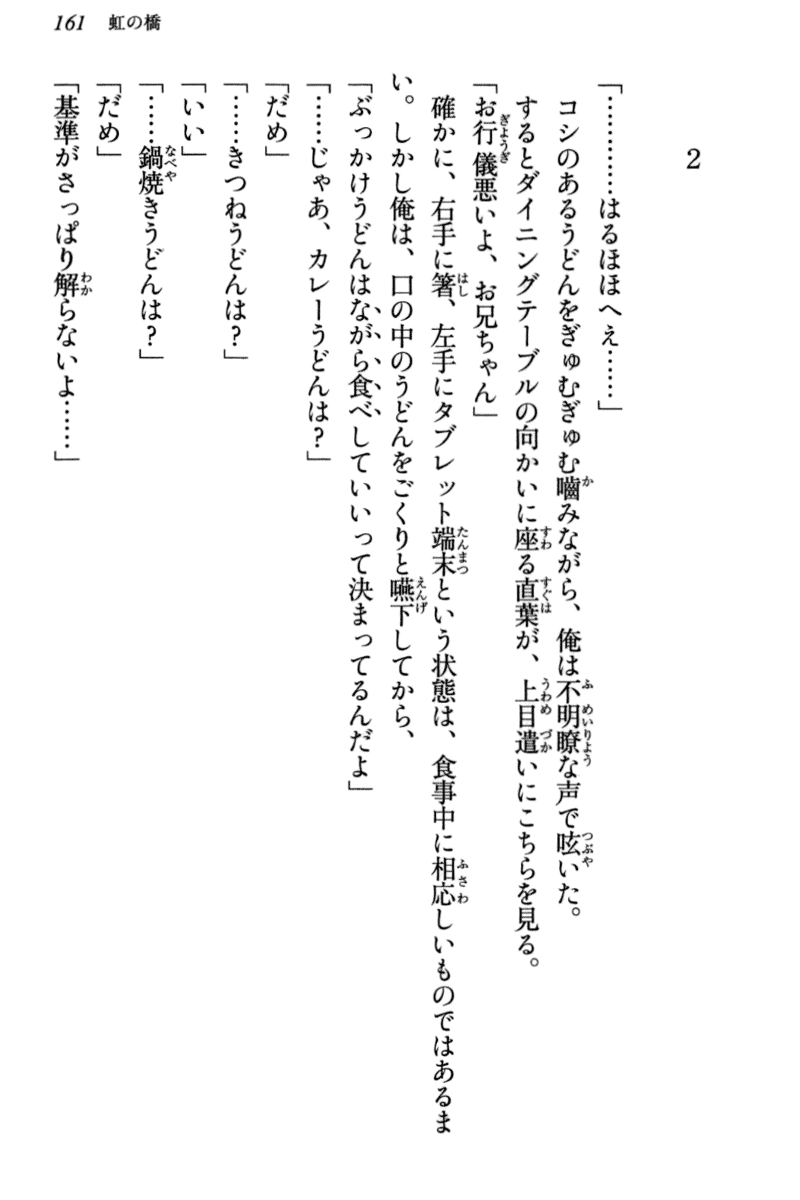 161 虹の橋
2
「…………はるほほへえ……」
コシのあるうどんをぎゅむぎゅむ嚙みながら、俺は不明瞭な声で呟いた。
するとダイニングテーブルの向かいに座る直葉が、上目遣いにこちらを見る。
「お行儀悪いよ、お兄ちゃん」
確かに、右手に箸、左手にタブレット端末という状態は、食事中に相応しいものではあるま
い。しかし俺は、口の中のうどんをごくりと嚥下してから、
「ぶっかけうどんはながら食べしていいって決まってるんだよ」
「……じゃあ、カレーうどんは？」
「だめ」
「……きつねうどんは？」
「いい」
「……鍋焼きうどんは？」
「だめ」
「基準がさっぱり解らないよ……」